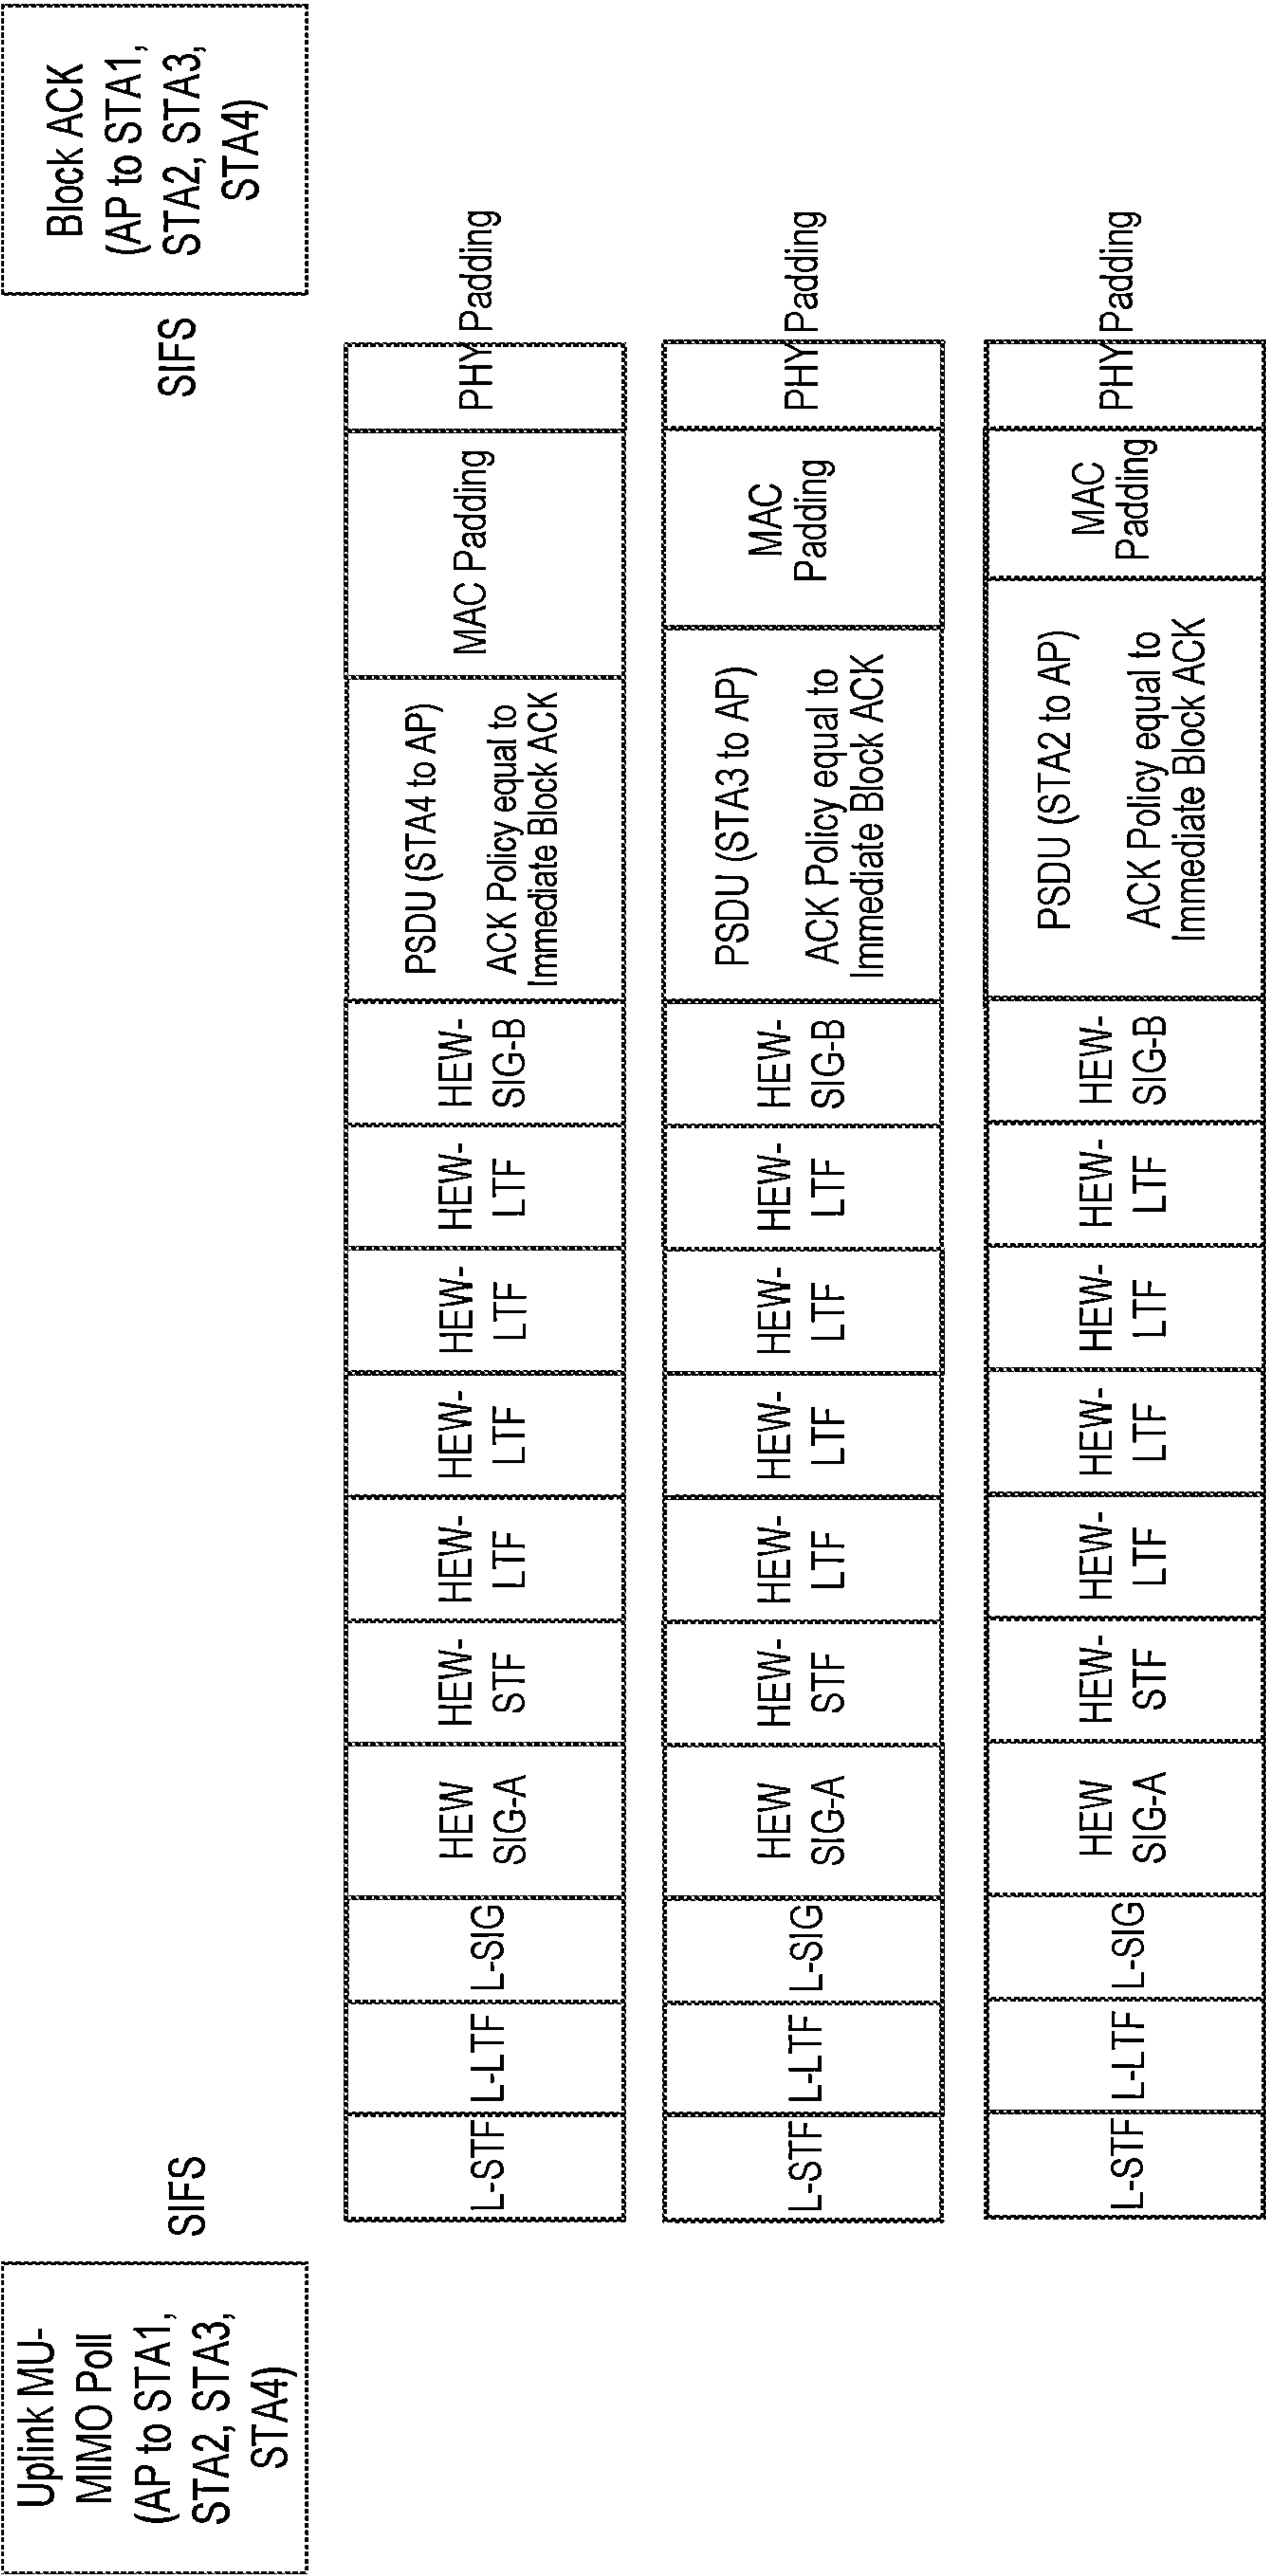 Uplink MU-
MIMO Poll
(AP to STA1,
STA2, STA3,
STA4)
SIFS
SIFS
Block ACK
(AP to STA1,
STA2, STA3,
STA4)
L-STF
L-LTF
L-SIG
HEW
SIG-A
HEW-
STF
HEW-
LTF
HEW-
LTF
HEW-
LTF
HEW-
LTF
HEW-
SIG-B
PSDU (STA4 to AP)
ACK Policy equal to
Immediate Block ACK
MAC Padding
PHY Padding
L-STF
L-LTF
L-SIG
HEW
SIG-A
HEW-
STF
HEW-
LTF
HEW-
LTF
HEW-
LTF
HEW-
LTF
HEW-
SIG-B
PSDU (STA3 to AP)
ACK Policy equal to
Immediate Block ACK
MAC
Padding
PHY Padding
L-STF
L-LTF
L-SIG
HEW
SIG-A
HEW-
STF
HEW-
LTF
HEW-
LTF
HEW-
LTF
HEW-
LTF
HEW-
SIG-B
PSDU (STA2 to AP)
ACK Policy equal to
Immediate Block ACK
MAC
Padding
PHY Padding